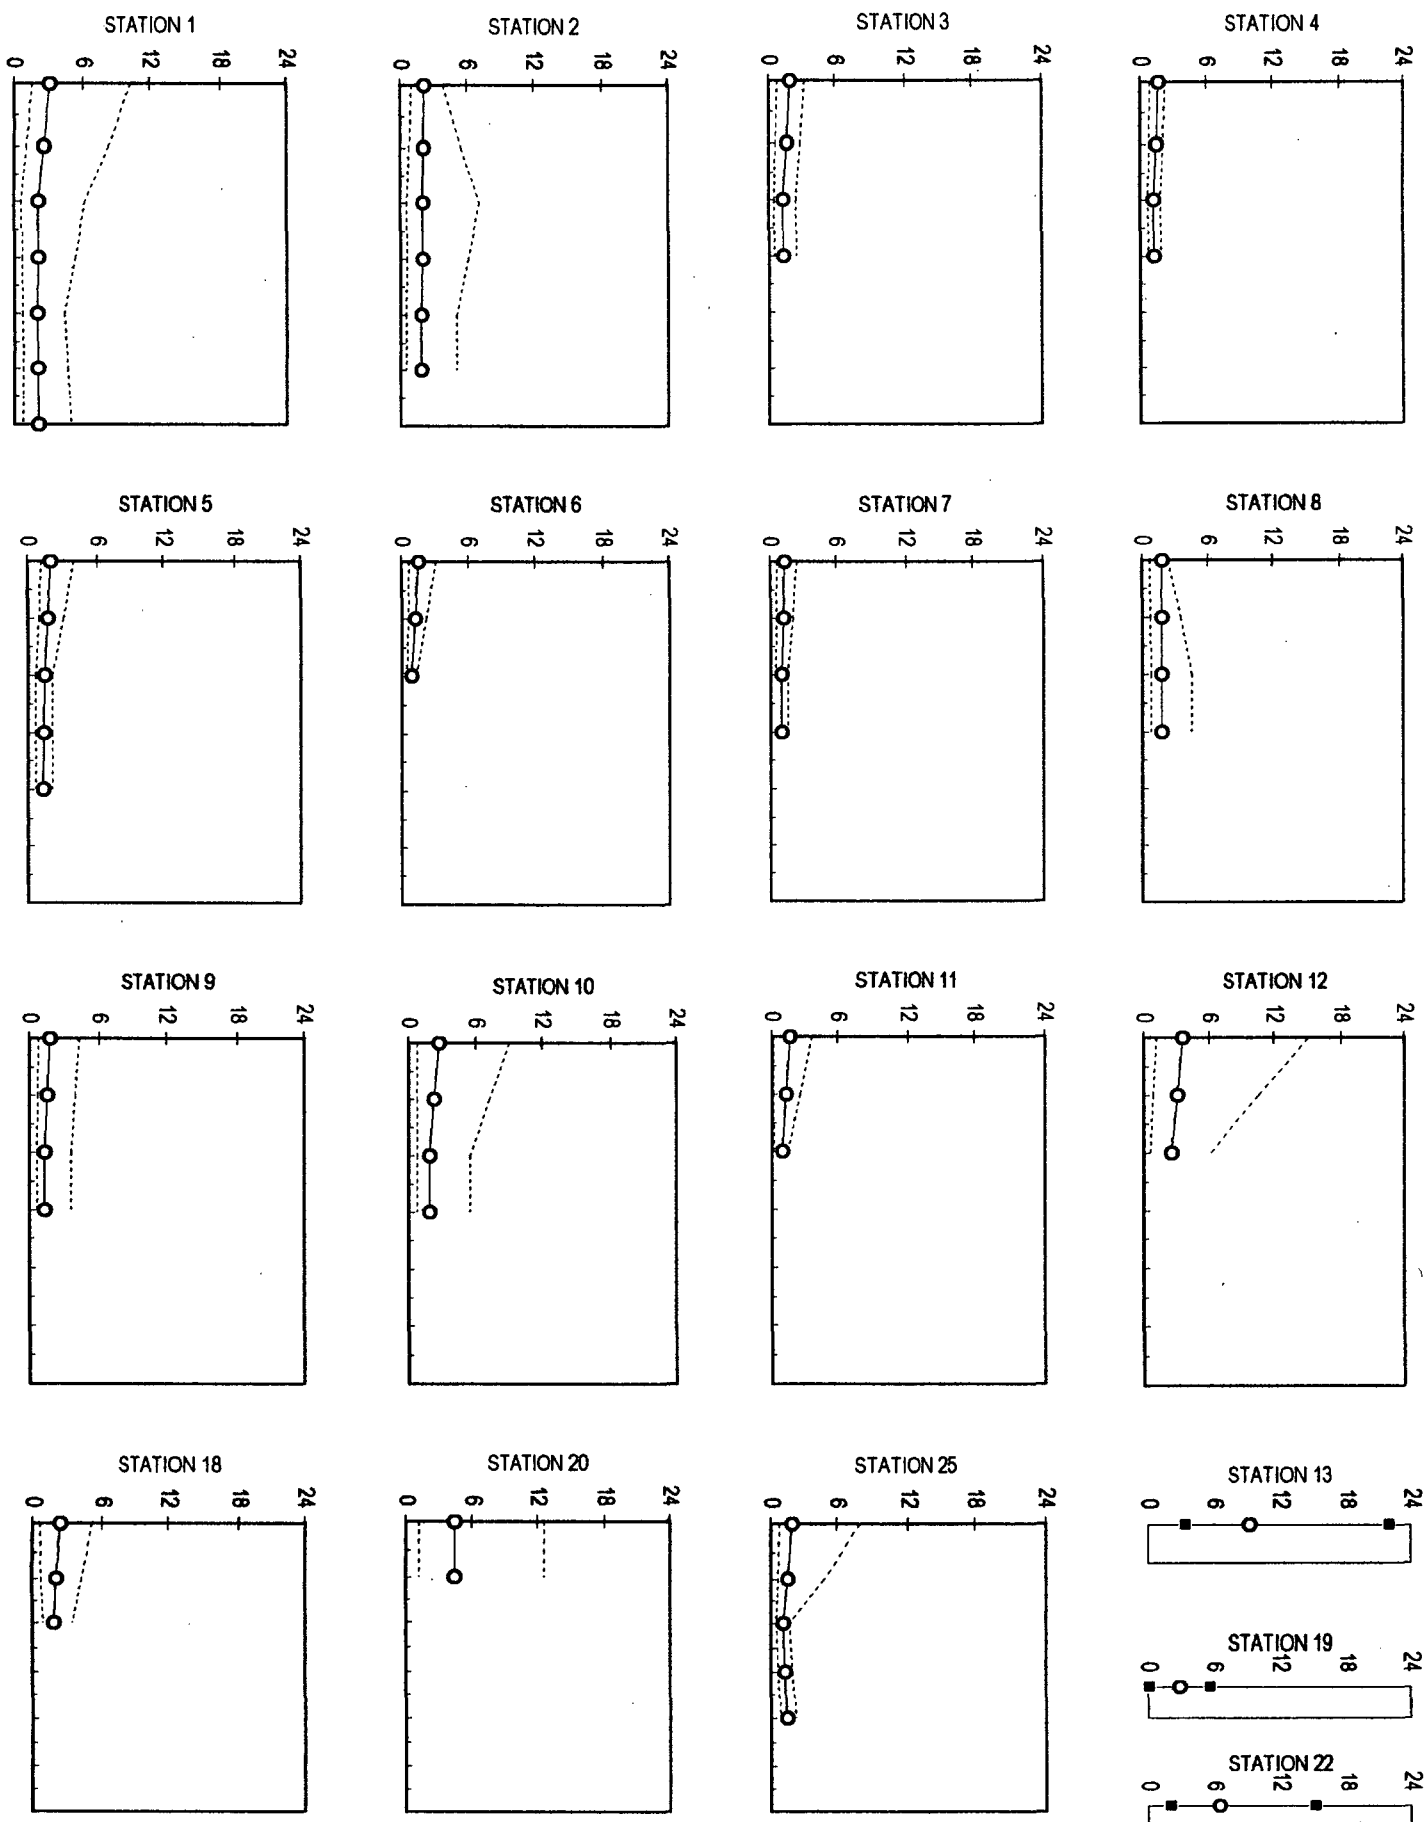 STATION 1
0 6 12 18 24
STATION 2
0 6 12 18 24
STATION 3
0 6 12 18 24
STATION 4
0 6 12 18 24
STATION 5
0 6 12 18 24
STATION 6
0 6 12 18 24
STATION 7
0 6 12 18 24
STATION 8
0 6 12 18 24
STATION 9
0 6 12 18 24
STATION 10
0 6 12 18 24
STATION 11
0 6 12 18 24
STATION 12
0 6 12 18 24
STATION 18
0 6 12 18 24
STATION 20
0 6 12 18 24
STATION 25
0 6 12 18 24
STATION 13
0 6 12 18 24
STATION 19
0 6 12 18 24
STATION 22
0 6 12 18 24